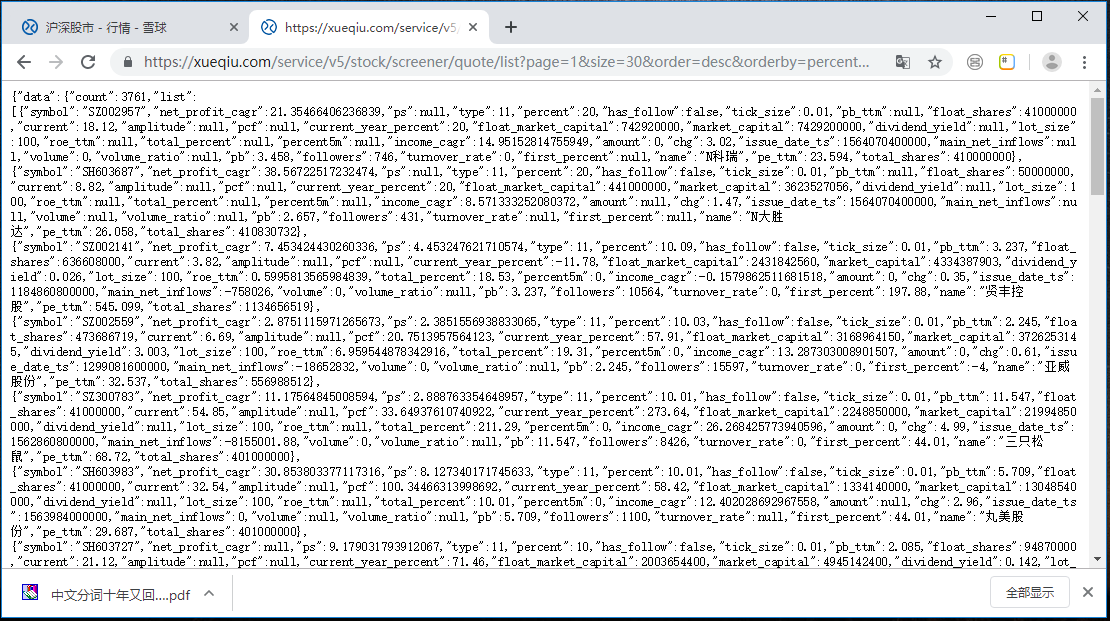 沪深股市 - 行情 - 雪球
https://xueqiu.com/service/v5/
https://xueqiu.com/service/v5/stock/screener/quote/list?page=1&size=30&order=desc&orderby=percent...
{"data":{"count":3761,"list":
[{"symbol":"SZ002957","net_profit_cagr":21.35466406236839,"ps":null,"type":11,"percent":20,"has_follow":false,"tick_size":0.01,"pb_ttm":null,"float_shares":41000000
,"current":18.12,"amplitude":null,"pcf":null,"current_year_percent":20,"float_market_capital":742920000,"market_capital":7429200000,"dividend_yield":null,"lot_size":
100,"roe_ttm":null,"total_percent":null,"percent5m":null,"income_cagr":14.95152814755949,"amount":0,"chg":3.02,"issue_date_ts":1564070400000,"main_net_inflows":nul
l,"volume":0,"volume_ratio":null,"pb":3.458,"followers":746,"turnover_rate":0,"first_percent":null,"name":"N科瑞","pe_ttm":23.594,"total_shares":410000000},
{"symbol":"SH603687","net_profit_cagr":38.56722517232474,"ps":null,"type":11,"percent":20,"has_follow":false,"tick_size":0.01,"pb_ttm":null,"float_shares":50000000
,"current":8.82,"amplitude":null,"pcf":null,"current_year_percent":20,"float_market_capital":441000000,"market_capital":3623527056,"dividend_yield":null,"lot_size":1
00,"roe_ttm":null,"total_percent":null,"percent5m":null,"income_cagr":8.571333252080372,"amount":null,"chg":1.47,"issue_date_ts":1564070400000,"main_net_inflows":nu
ll,"volume":null,"volume_ratio":null,"pb":2.657,"followers":431,"turnover_rate":null,"first_percent":null,"name":"N大胜
达","pe_ttm":26.058,"total_shares":410830732},
{"symbol":"SZ002141","net_profit_cagr":7.453424430260336,"ps":4.453247621710574,"type":11,"percent":10.09,"has_follow":false,"tick_size":0.01,"pb_ttm":3.237,"float_
shares":636608000,"current":3.82,"amplitude":null,"pcf":null,"current_year_percent":-11.78,"float_market_capital":2431842560,"market_capital":4334387903,"dividend_y
ield":0.026,"lot_size":100,"roe_ttm":0.5995813565984839,"total_percent":18.53,"percent5m":0,"income_cagr":-0.1579862511681518,"amount":0,"chg":0.35,"issue_date_ts":
1184860800000,"main_net_inflows":-758026,"volume":0,"volume_ratio":null,"pb":3.237,"followers":10564,"turnover_rate":0,"first_percent":197.88,"name":"贤丰控
股","pe_ttm":545.099,"total_shares":1134656519},
{"symbol":"SZ002559","net_profit_cagr":2.8751115971265673,"ps":2.3851556938833065,"type":11,"percent":10.03,"has_follow":false,"tick_size":0.01,"pb_ttm":2.245,"floa
t_shares":473686719,"current":6.69,"amplitude":null,"pcf":20.7513957564123,"current_year_percent":57.91,"float_market_capital":3168964150,"market_capital":372625314
5,"dividend_yield":3.003,"lot_size":100,"roe_ttm":6.959544878342916,"total_percent":19.31,"percent5m":0,"income_cagr":13.287303008901507,"amount":0,"chg":0.61,"issu
e_date_ts":1299081600000,"main_net_inflows":-18652832,"volume":0,"volume_ratio":null,"pb":2.245,"followers":15597,"turnover_rate":0,"first_percent":-4,"name":"亚威
股份","pe_ttm":32.537,"total_shares":556988512},
{"symbol":"SZ300783","net_profit_cagr":11.17564845008594,"ps":2.888763354648957,"type":11,"percent":10.01,"has_follow":false,"tick_size":0.01,"pb_ttm":11.547,"float
_shares":41000000,"current":54.85,"amplitude":null,"pcf":33.64937610740922,"current_year_percent":273.64,"float_market_capital":2248850000,"market_capital":21994850
000,"dividend_yield":null,"lot_size":100,"roe_ttm":null,"total_percent":211.29,"percent5m":0,"income_cagr":26.268425773940596,"amount":0,"chg":4.99,"issue_date_ts":
1562860800000,"main_net_inflows":-8155001.88,"volume":0,"volume_ratio":null,"pb":11.547,"followers":8426,"turnover_rate":0,"first_percent":44.01,"name":"三只松
鼠","pe_ttm":68.72,"total_shares":401000000},
{"symbol":"SH603983","net_profit_cagr":30.853803377117316,"ps":8.127340171745633,"type":11,"percent":10.01,"has_follow":false,"tick_size":0.01,"pb_ttm":5.709,"float
_shares":41000000,"current":32.54,"amplitude":null,"pcf":100.34466313998692,"current_year_percent":58.42,"float_market_capital":1334140000,"market_capital":13048540
000,"dividend_yield":null,"lot_size":100,"roe_ttm":null,"total_percent":10.01,"percent5m":0,"income_cagr":12.402028692967558,"amount":null,"chg":2.96,"issue_date_ts
":1563984000000,"main_net_inflows":0,"volume":null,"volume_ratio":null,"pb":5.709,"followers":1100,"turnover_rate":null,"first_percent":44.01,"name":"丸美股
份","pe_ttm":29.687,"total_shares":401000000},
{"symbol":"SH603727","net_profit_cagr":null,"ps":9.179031793912067,"type":11,"percent":10,"has_follow":false,"tick_size":0.01,"pb_ttm":2.085,"float_shares":94870000
,"current":21.12,"amplitude":null,"pcf":null,"current_year_percent":71.46,"float_market_capital":2003654400,"market_capital":4945142400,"dividend_yield":0.142,"lot_
中文分词十年又回....pdf
全部显示